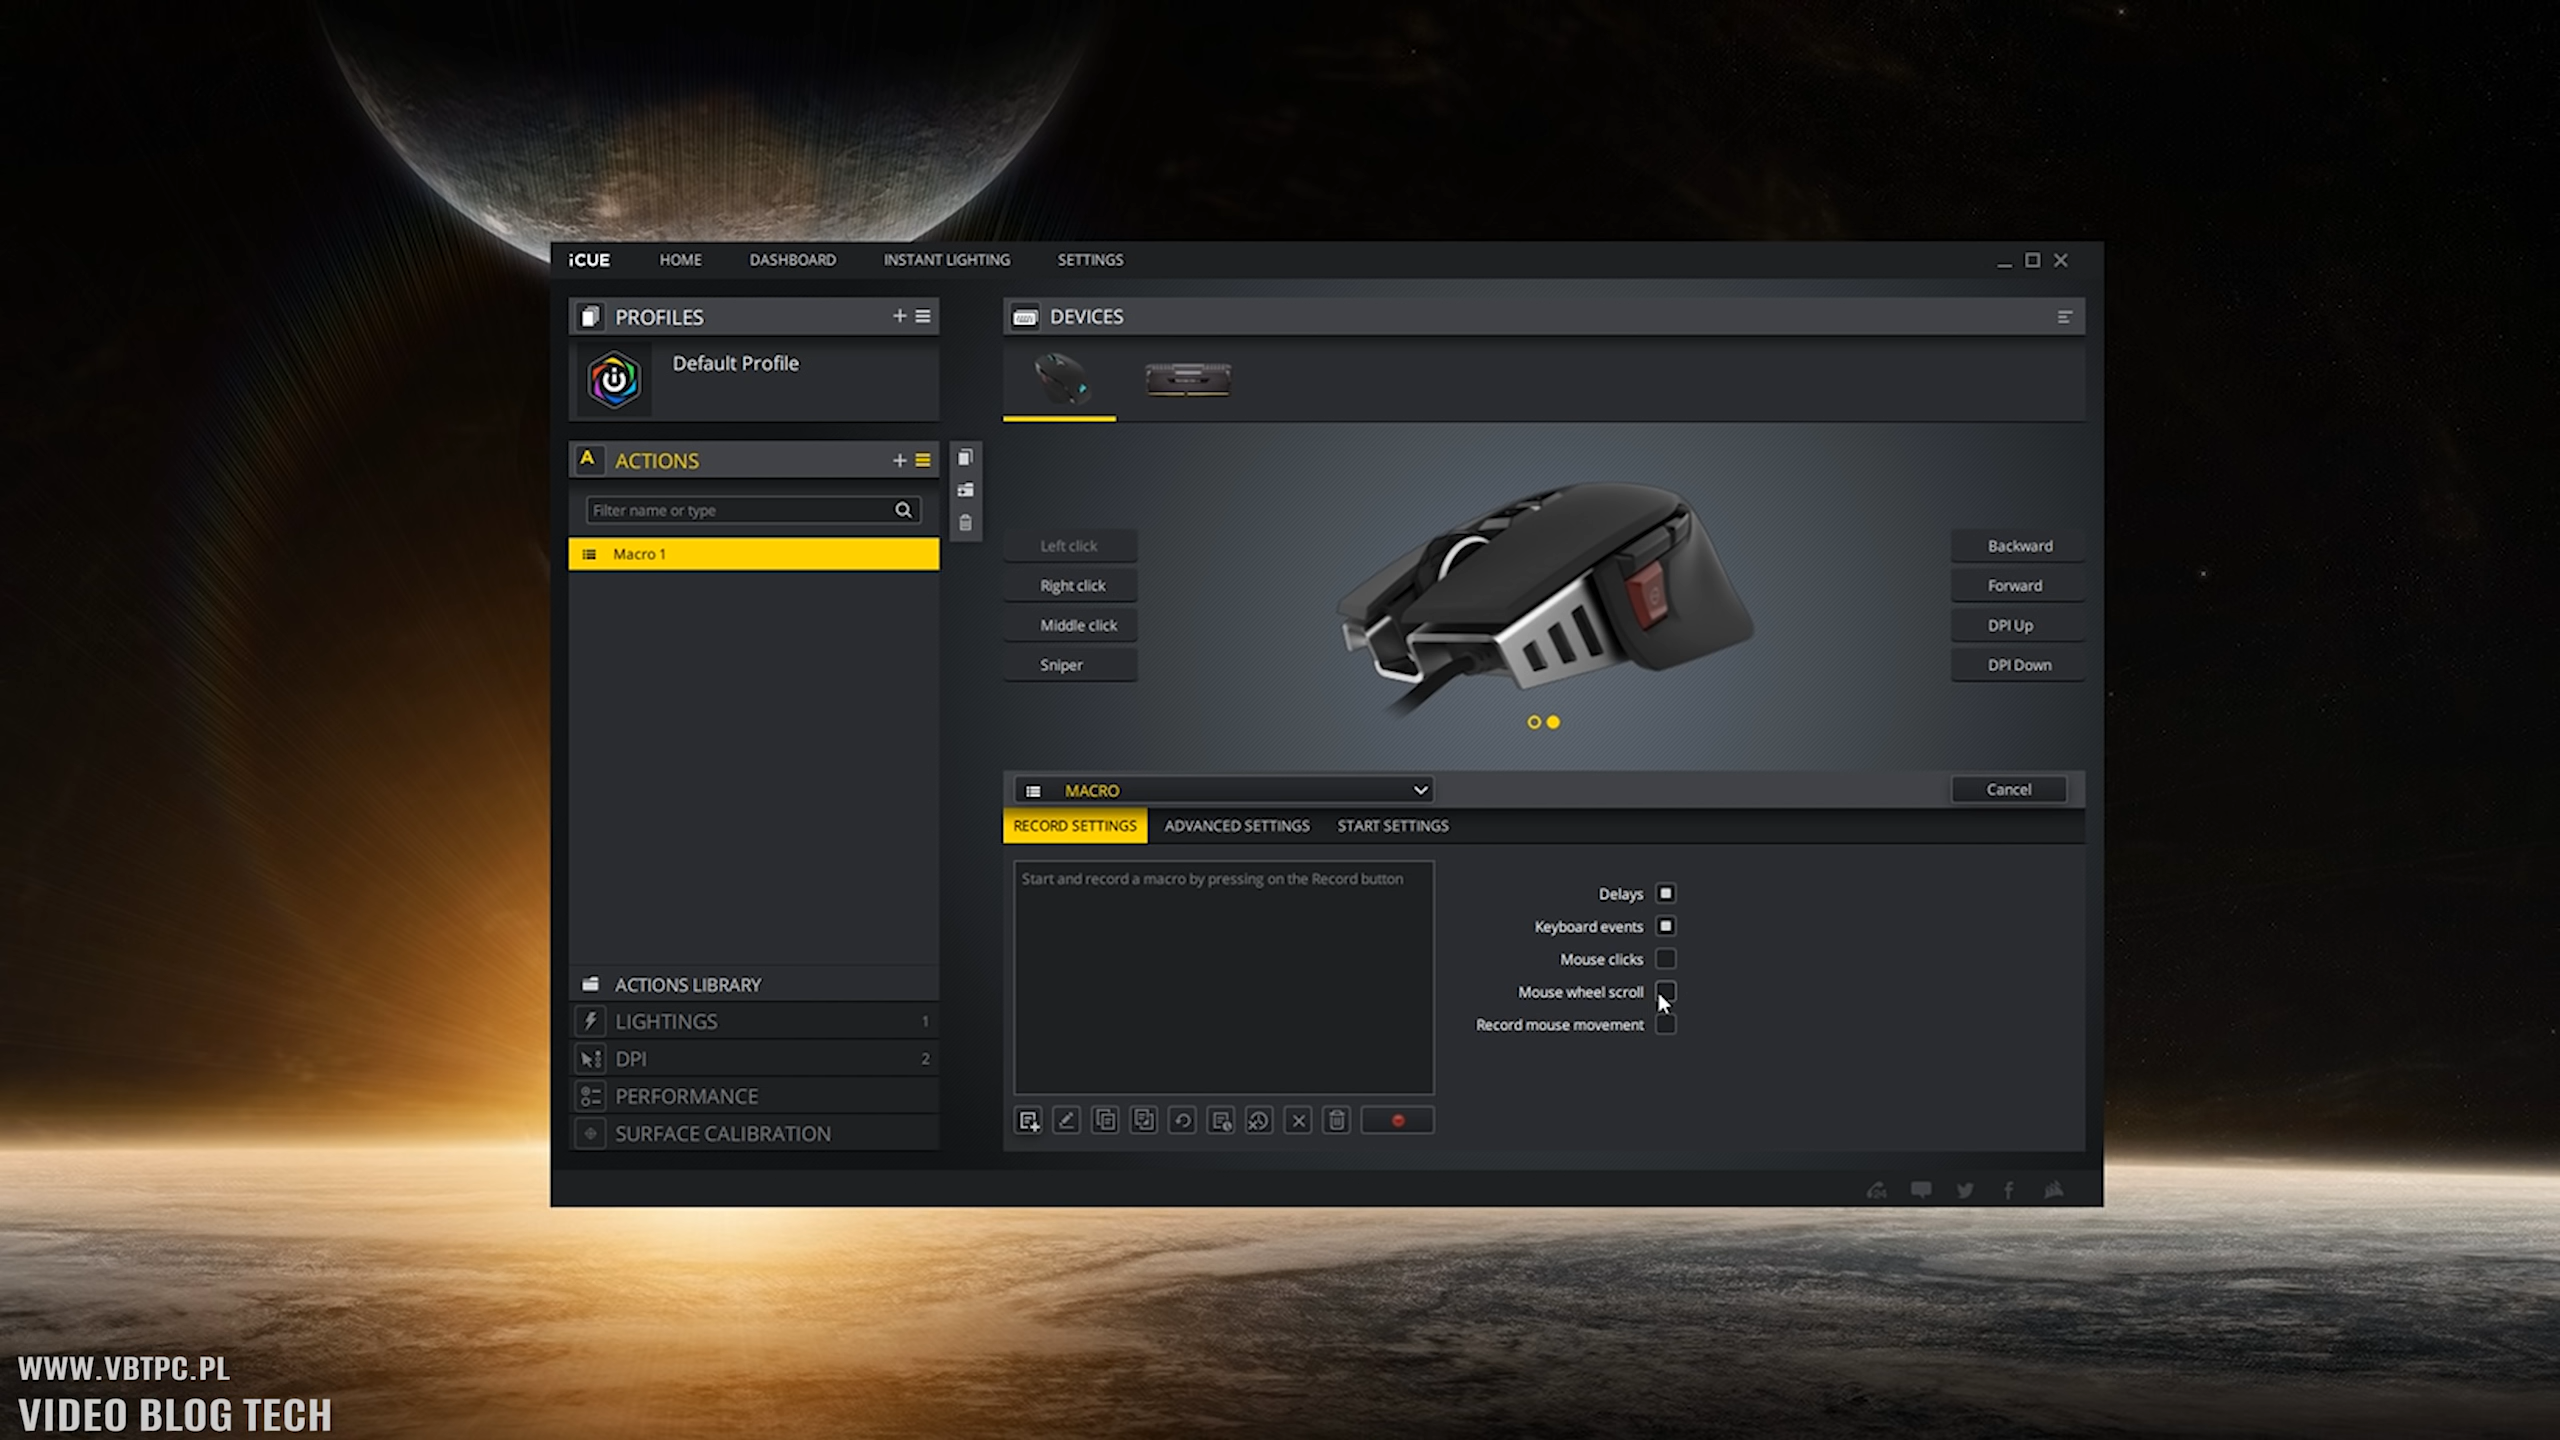 iCUE HOME DASHBOARD INSTANT LIGHTING SETTINGS
PROFILES
Default Profile
ACTIONS
Filter name or type
Macro 1
ACTIONS LIBRARY
LIGHTINGS 1
DPI 2
PERFORMANCE
SURFACE CALIBRATION
DEVICES
Left click
Right click
Middle click
Sniper
Backward
Forward
DPI Up
DPI Down
MACRO
Cancel
RECORD SETTINGS ADVANCED SETTINGS START SETTINGS
Start and record a macro by pressing on the Record button
Delays
Keyboard events
Mouse clicks
Mouse wheel scroll
Record mouse movement
24
WWW.VBTPC.PL
VIDEO BLOG TECH